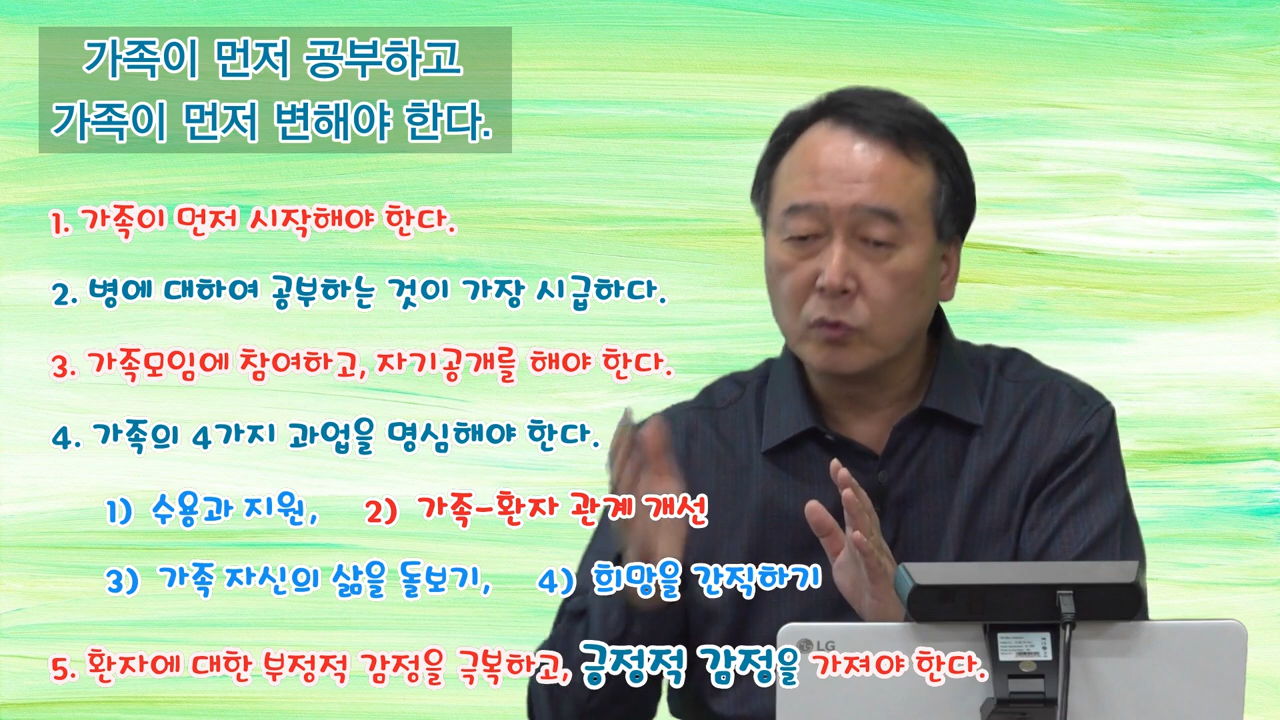 가족이 먼저 공부하고
가족이 먼저 변해야 한다.
1. 가족이 먼저 시작해야 한다.
2. 병에 대하여 공부하는 것이 가장 시급하다.
3. 가족모임에 참여하고, 자기공개를 해야 한다.
4. 가족의 4가지 과업을 명심해야 한다.
1) 수용과 지원, 2) 가족-환자 관계 개선
3) 가족 자신의 삶을 돌보기, 4) 희망을 간직하기
5. 환자에 대한 부정적 감정을 극복하고, 긍정적 감정을 가져야 한다.
LG